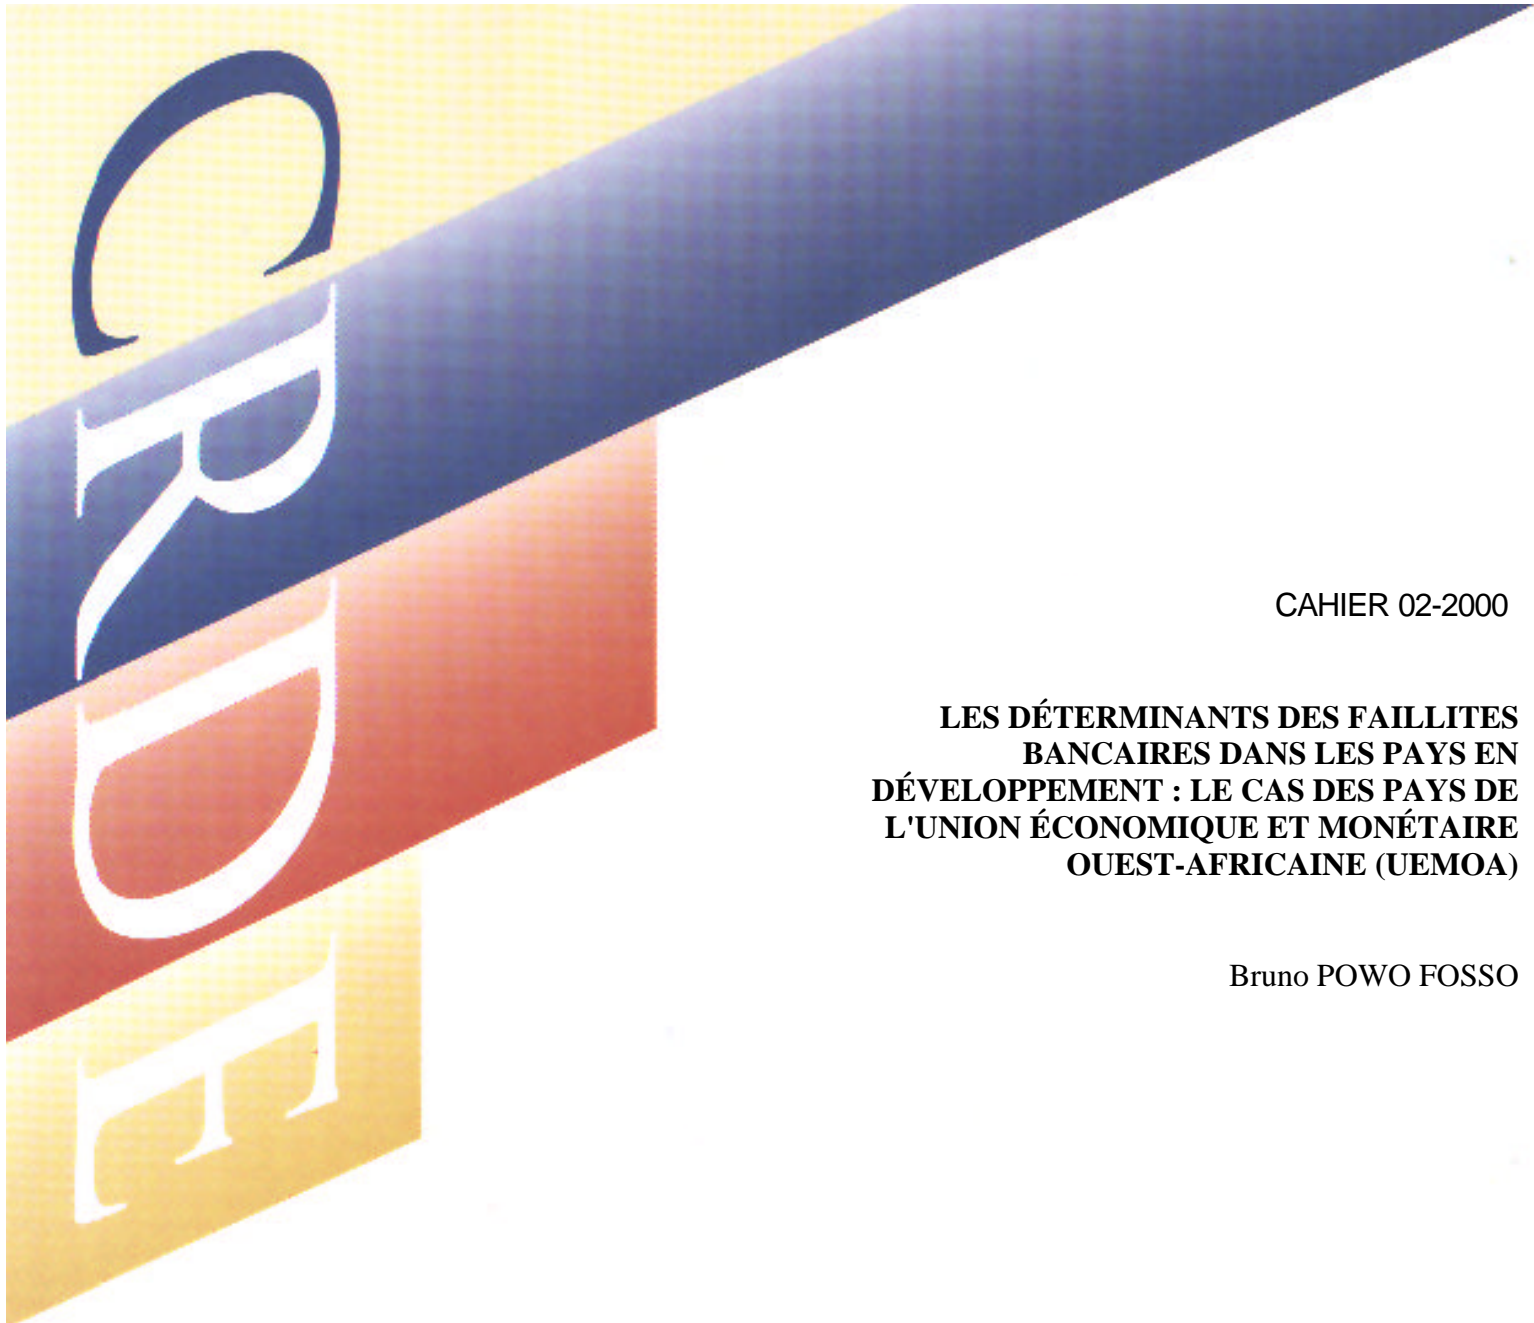 CRDE
CAHIER 02-2000
LES DÉTERMINANTS DES FAILLITES
BANCAIRES DANS LES PAYS EN
DÉVELOPPEMENT : LE CAS DES PAYS DE
L'UNION ÉCONOMIQUE ET MONÉTAIRE
OUEST-AFRICAINE (UEMOA)
Bruno POWO FOSSO